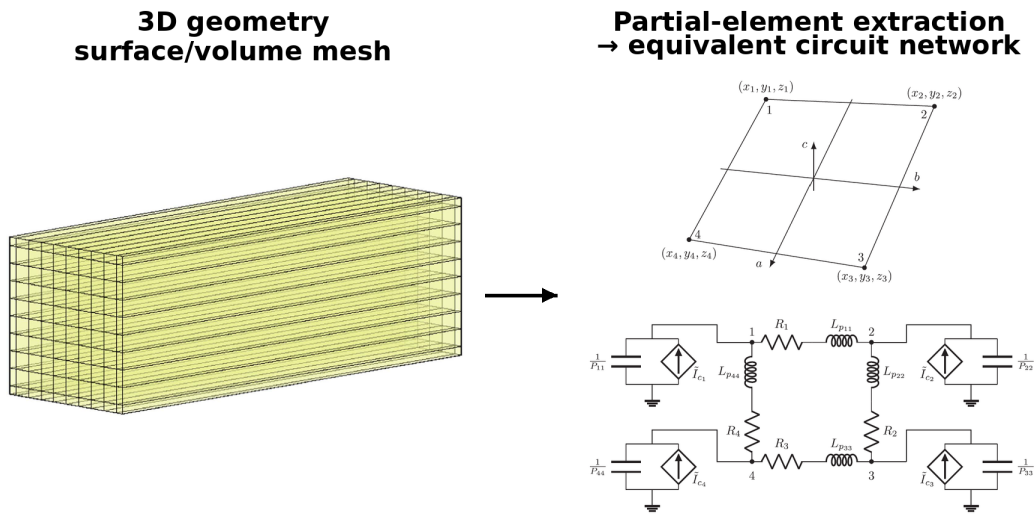 3D geometry
surface/volume mesh
Partial-element extraction
→ equivalent circuit network
(x₁, y₁, z₁)
(x₂, y₂, z₂)
1
2
c
b
4
3
a
(x₄, y₄, z₄)
(x₃, y₃, z₃)
1
R₁
Lₚ₁₁
2
1/P₁₁
Ĩc₁
Lₚ₄₄
Lₚ₂₂
Ĩc₂
1/P₂₂
R₄
R₃
Lₚ₃₃
R₂
1/P₄₄
Ĩc₄
4
3
Ĩc₃
1/P₃₃